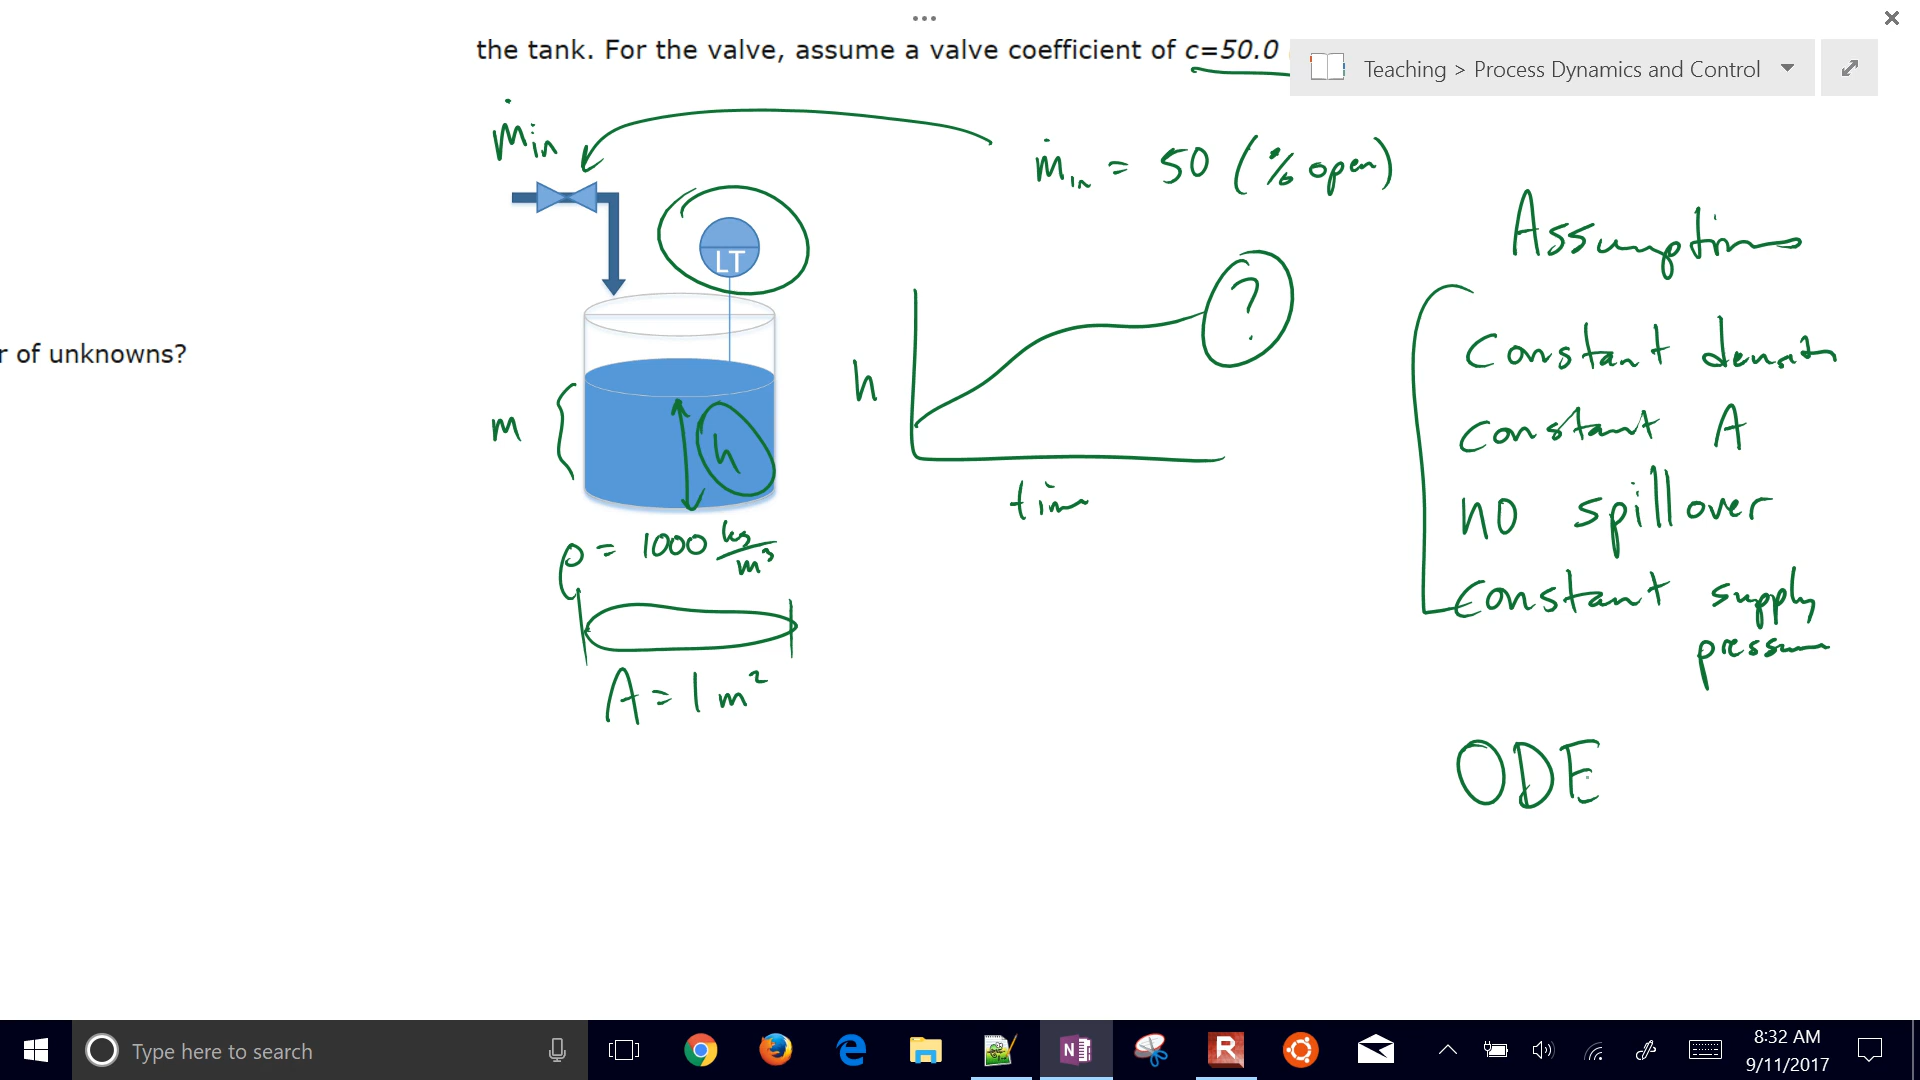 the tank. For the valve, assume a valve coefficient of c=50.0
Teaching > Process Dynamics and Control
ṁin
ṁin = 50 (% open)
Assumptions
LT
?
r of unknowns?
h
m
h
Constant density
constant A
no spillover
constant supply
pressure
time
ρ = 1000 kg/m³
A = 1 m²
ODE
Type here to search
N
R
8:32 AM
9/11/2017